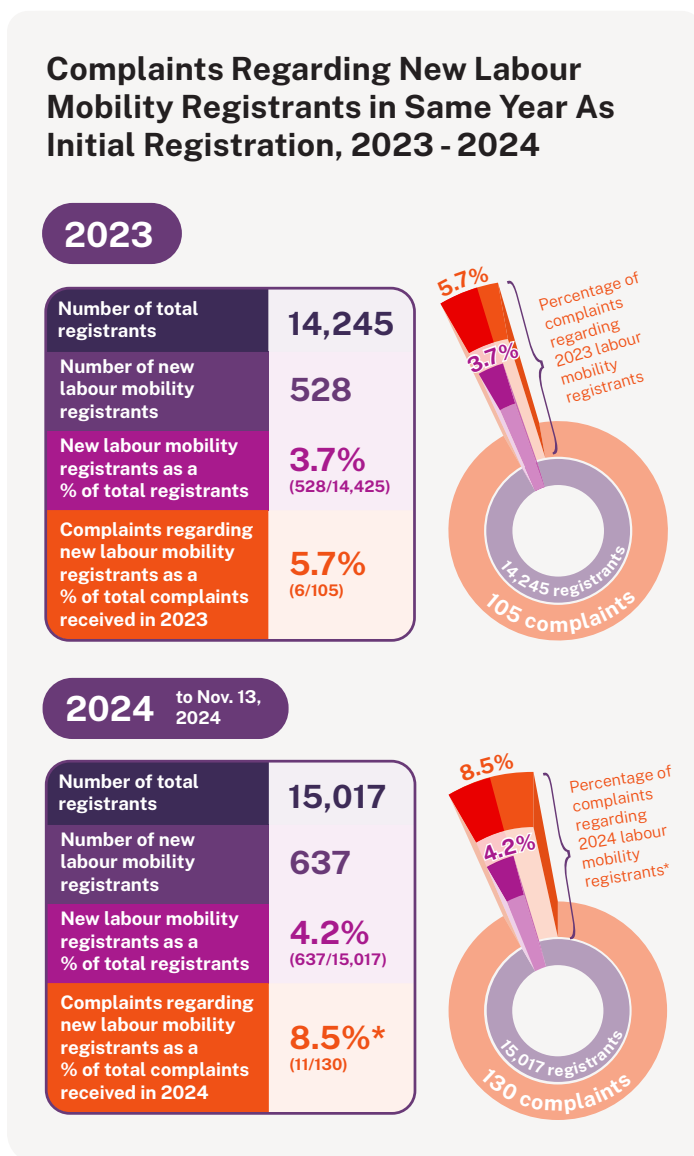 Complaints Regarding New Labour
Mobility Registrants in Same Year As
Initial Registration, 2023 - 2024
2023
Number of total
registrants
14,245
Number of new
labour mobility
registrants
528
New labour mobility
registrants as a
% of total registrants
3.7%
(528/14,425)
Complaints regarding
new labour mobility
registrants as a
% of total complaints
received in 2023
5.7%
(6/105)
5.7%
3.7%
Percentage of
complaints
regarding
2023 labour
mobility
registrants
14,245 registrants
105 complaints
2024
to Nov. 13,
2024
Number of total
registrants
15,017
Number of new
labour mobility
registrants
637
New labour mobility
registrants as a
% of total registrants
4.2%
(637/15,017)
Complaints regarding
new labour mobility
registrants as a
% of total complaints
received in 2024
8.5%*
(11/130)
8.5%
4.2%
Percentage of
complaints
regarding
2024 labour
mobility
registrants*
15,017 registrants
130 complaints